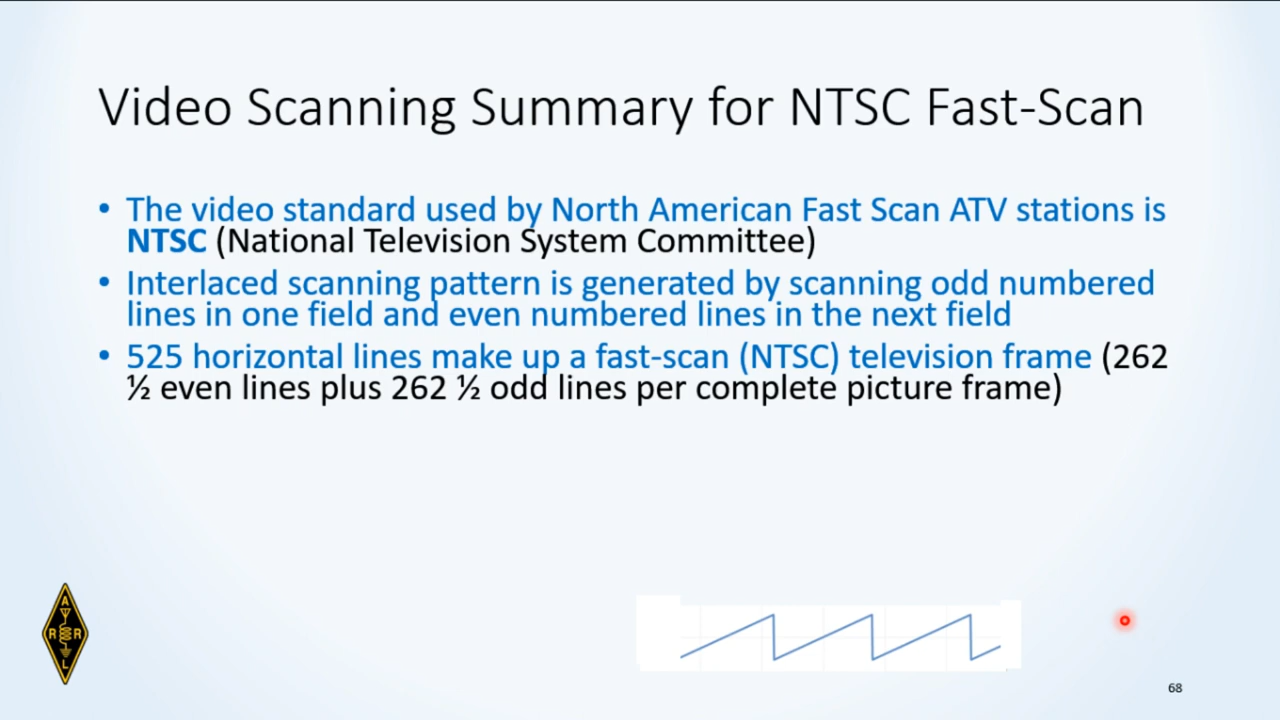 Video Scanning Summary for NTSC Fast-Scan
• The video standard used by North American Fast Scan ATV stations is
NTSC (National Television System Committee)
• Interlaced scanning pattern is generated by scanning odd numbered
lines in one field and even numbered lines in the next field
• 525 horizontal lines make up a fast-scan (NTSC) television frame (262
½ even lines plus 262 ½ odd lines per complete picture frame)
A
R R
L
68